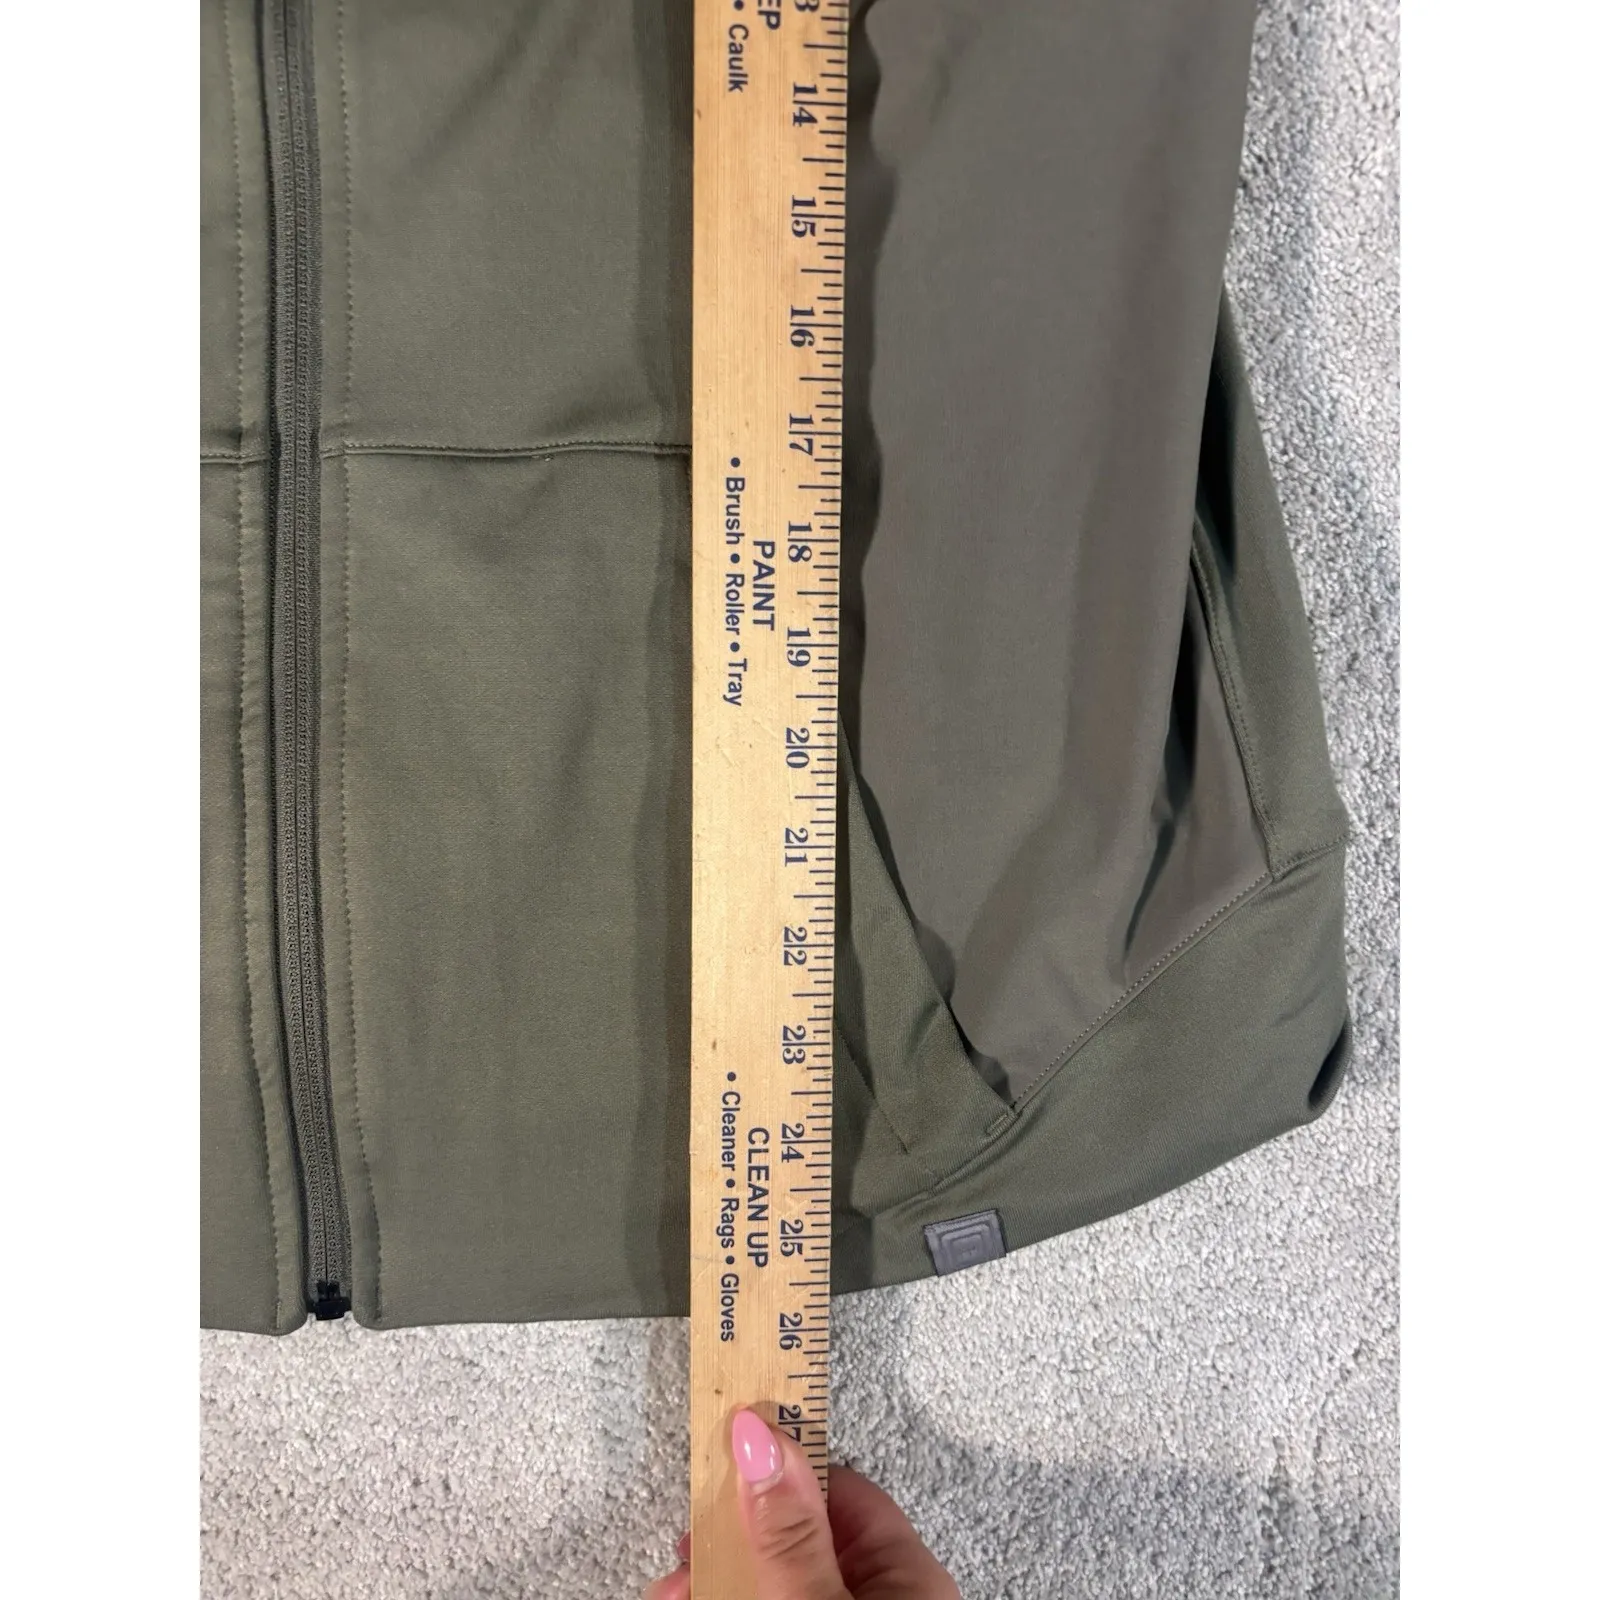 • Caulk
14
15
16
17
18
19
20
21
22
23
24
25
26
27
PAINT
• Brush • Roller • Tray
CLEAN UP
• Cleaner • Rags • Gloves